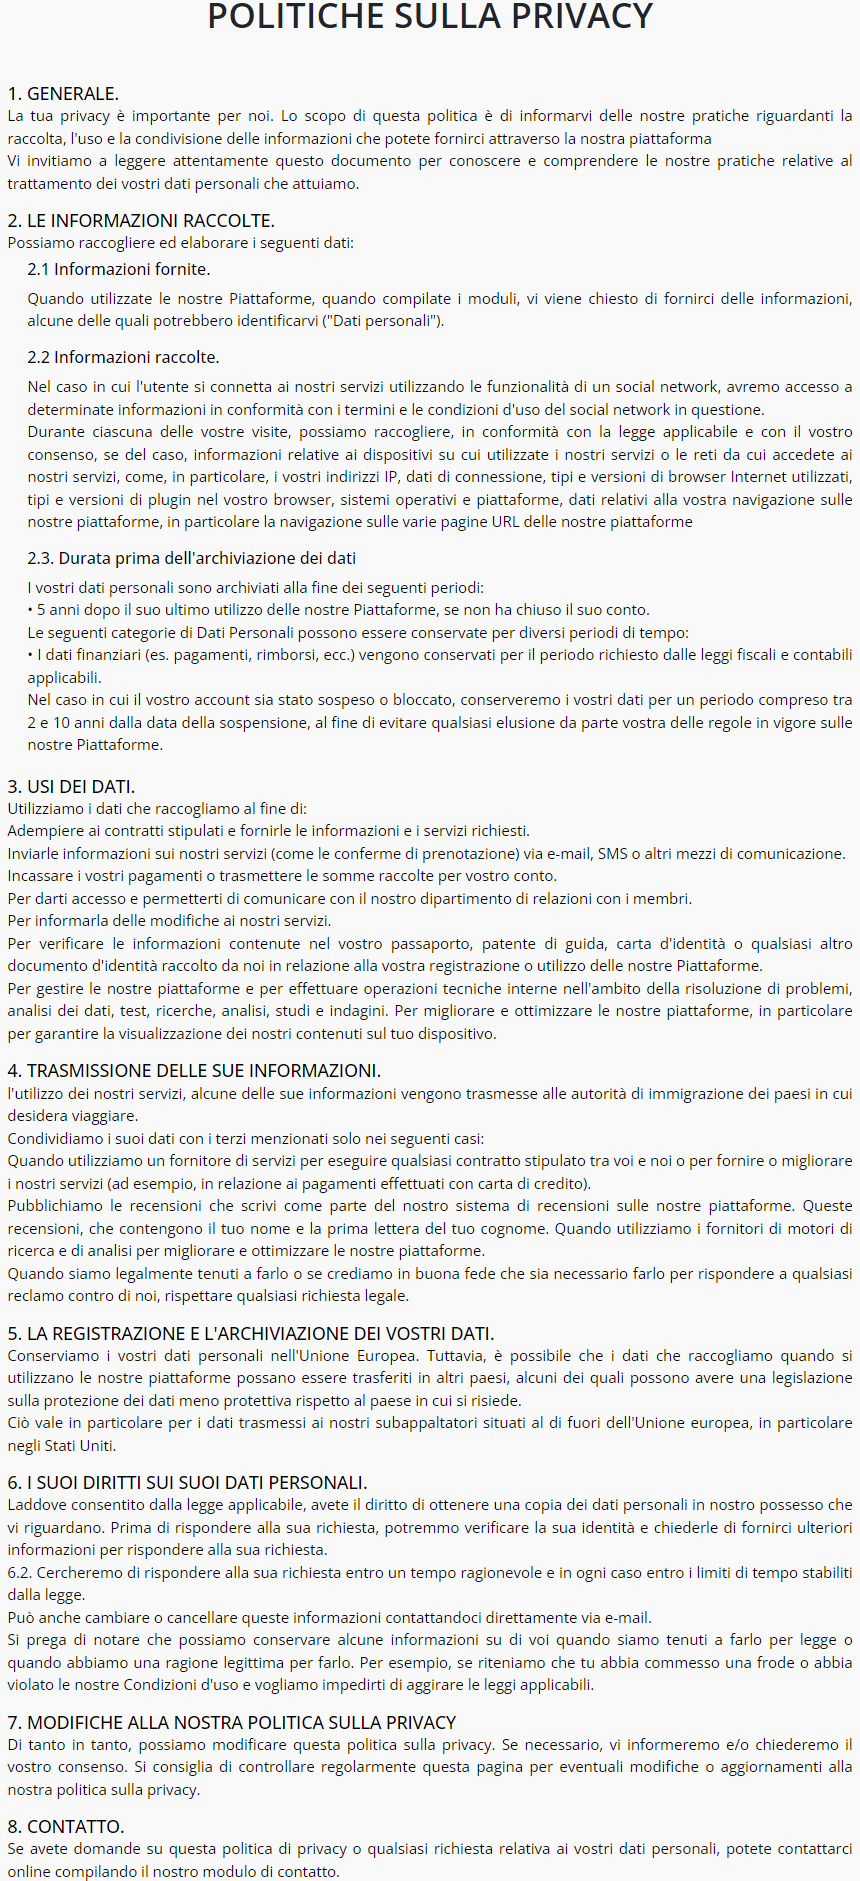 POLITICHE SULLA PRIVACY
1. GENERALE.
La tua privacy è importante per noi. Lo scopo di questa politica è di informarvi delle nostre pratiche riguardanti la
raccolta, l'uso e la condivisione delle informazioni che potete fornirci attraverso la nostra piattaforma
Vi invitiamo a leggere attentamente questo documento per conoscere e comprendere le nostre pratiche relative al
trattamento dei vostri dati personali che attuiamo.
2. LE INFORMAZIONI RACCOLTE.
Possiamo raccogliere ed elaborare i seguenti dati:
2.1 Informazioni fornite.
Quando utilizzate le nostre Piattaforme, quando compilate i moduli, vi viene chiesto di fornirci delle informazioni,
alcune delle quali potrebbero identificarvi ("Dati personali").
2.2 Informazioni raccolte.
Nel caso in cui l'utente si connetta ai nostri servizi utilizzando le funzionalità di un social network, avremo accesso a
determinate informazioni in conformità con i termini e le condizioni d'uso del social network in questione.
Durante ciascuna delle vostre visite, possiamo raccogliere, in conformità con la legge applicabile e con il vostro
consenso, se del caso, informazioni relative ai dispositivi su cui utilizzate i nostri servizi o le reti da cui accedete ai
nostri servizi, come, in particolare, i vostri indirizzi IP, dati di connessione, tipi e versioni di browser Internet utilizzati,
tipi e versioni di plugin nel vostro browser, sistemi operativi e piattaforme, dati relativi alla vostra navigazione sulle
nostre piattaforme, in particolare la navigazione sulle varie pagine URL delle nostre piattaforme
2.3. Durata prima dell'archiviazione dei dati
I vostri dati personali sono archiviati alla fine dei seguenti periodi:
• 5 anni dopo il suo ultimo utilizzo delle nostre Piattaforme, se non ha chiuso il suo conto.
Le seguenti categorie di Dati Personali possono essere conservate per diversi periodi di tempo:
• I dati finanziari (es. pagamenti, rimborsi, ecc.) vengono conservati per il periodo richiesto dalle leggi fiscali e contabili
applicabili.
Nel caso in cui il vostro account sia stato sospeso o bloccato, conserveremo i vostri dati per un periodo compreso tra
2 e 10 anni dalla data della sospensione, al fine di evitare qualsiasi elusione da parte vostra delle regole in vigore sulle
nostre Piattaforme.
3. USI DEI DATI.
Utilizziamo i dati che raccogliamo al fine di:
Adempiere ai contratti stipulati e fornirle le informazioni e i servizi richiesti.
Inviarle informazioni sui nostri servizi (come le conferme di prenotazione) via e-mail, SMS o altri mezzi di comunicazione.
Incassare i vostri pagamenti o trasmettere le somme raccolte per vostro conto.
Per darti accesso e permetterti di comunicare con il nostro dipartimento di relazioni con i membri.
Per informarla delle modifiche ai nostri servizi.
Per verificare le informazioni contenute nel vostro passaporto, patente di guida, carta d'identità o qualsiasi altro
documento d'identità raccolto da noi in relazione alla vostra registrazione o utilizzo delle nostre Piattaforme.
Per gestire le nostre piattaforme e per effettuare operazioni tecniche interne nell'ambito della risoluzione di problemi,
analisi dei dati, test, ricerche, analisi, studi e indagini. Per migliorare e ottimizzare le nostre piattaforme, in particolare
per garantire la visualizzazione dei nostri contenuti sul tuo dispositivo.
4. TRASMISSIONE DELLE SUE INFORMAZIONI.
l'utilizzo dei nostri servizi, alcune delle sue informazioni vengono trasmesse alle autorità di immigrazione dei paesi in cui
desidera viaggiare.
Condividiamo i suoi dati con i terzi menzionati solo nei seguenti casi:
Quando utilizziamo un fornitore di servizi per eseguire qualsiasi contratto stipulato tra voi e noi o per fornire o migliorare
i nostri servizi (ad esempio, in relazione ai pagamenti effettuati con carta di credito).
Pubblichiamo le recensioni che scrivi come parte del nostro sistema di recensioni sulle nostre piattaforme. Queste
recensioni, che contengono il tuo nome e la prima lettera del tuo cognome. Quando utilizziamo i fornitori di motori di
ricerca e di analisi per migliorare e ottimizzare le nostre piattaforme.
Quando siamo legalmente tenuti a farlo o se crediamo in buona fede che sia necessario farlo per rispondere a qualsiasi
reclamo contro di noi, rispettare qualsiasi richiesta legale.
5. LA REGISTRAZIONE E L'ARCHIVIAZIONE DEI VOSTRI DATI.
Conserviamo i vostri dati personali nell'Unione Europea. Tuttavia, è possibile che i dati che raccogliamo quando si
utilizzano le nostre piattaforme possano essere trasferiti in altri paesi, alcuni dei quali possono avere una legislazione
sulla protezione dei dati meno protettiva rispetto al paese in cui si risiede.
Ciò vale in particolare per i dati trasmessi ai nostri subappaltatori situati al di fuori dell'Unione europea, in particolare
negli Stati Uniti.
6. I SUOI DIRITTI SUI SUOI DATI PERSONALI.
Laddove consentito dalla legge applicabile, avete il diritto di ottenere una copia dei dati personali in nostro possesso che
vi riguardano. Prima di rispondere alla sua richiesta, potremmo verificare la sua identità e chiederle di fornirci ulteriori
informazioni per rispondere alla sua richiesta.
6.2. Cercheremo di rispondere alla sua richiesta entro un tempo ragionevole e in ogni caso entro i limiti di tempo stabiliti
dalla legge.
Può anche cambiare o cancellare queste informazioni contattandoci direttamente via e-mail.
Si prega di notare che possiamo conservare alcune informazioni su di voi quando siamo tenuti a farlo per legge o
quando abbiamo una ragione legittima per farlo. Per esempio, se riteniamo che tu abbia commesso una frode o abbia
violato le nostre Condizioni d'uso e vogliamo impedirti di aggirare le leggi applicabili.
7. MODIFICHE ALLA NOSTRA POLITICA SULLA PRIVACY
Di tanto in tanto, possiamo modificare questa politica sulla privacy. Se necessario, vi informeremo e/o chiederemo il
vostro consenso. Si consiglia di controllare regolarmente questa pagina per eventuali modifiche o aggiornamenti alla
nostra politica sulla privacy.
8. CONTATTO.
Se avete domande su questa politica di privacy o qualsiasi richiesta relativa ai vostri dati personali, potete contattarci
online compilando il nostro modulo di contatto.